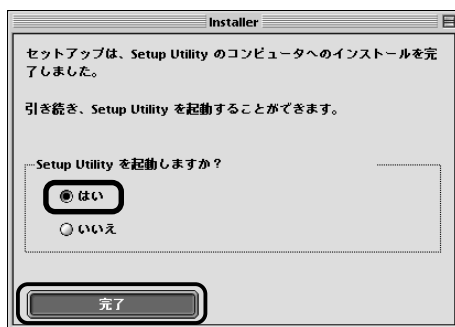 Installer
セットアップは、Setup Utility のコンピュータへのインストールを完
了しました。
引き続き、Setup Utility を起動することができます。
Setup Utility を起動しますか？
はい
いいえ
完了